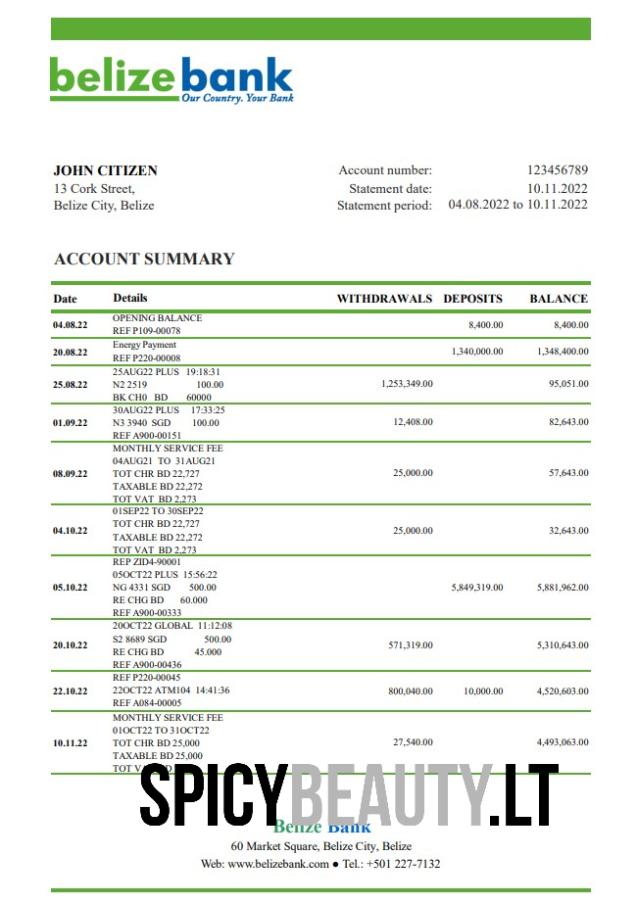 belizebank
Our Country. Your Bank
JOHN CITIZEN
13 Cork Street,
Belize City, Belize
Account number: 123456789
Statement date: 10.11.2022
Statement period: 04.08.2022 to 10.11.2022
ACCOUNT SUMMARY
Date Details WITHDRAWALS DEPOSITS BALANCE
OPENING BALANCE
04.08.22 8,400.00 8,400.00
REF P109-00078
Energy Payment
20.08.22 1,340,000.00 1,348,400.00
REF P220-00008
25AUG22 PLUS 19:18:31
25.08.22 N2 2519 100.00 1,253,349.00 95,051.00
BK CH0 BD 60000
30AUG22 PLUS 17:33:25
01.09.22 N3 3940 SGD 100.00 12,408.00 82,643.00
REF A900-00151
MONTHLY SERVICE FEE
04AUG21 TO 31AUG21
08.09.22 TOT CHR BD 22,727 25,000.00 57,643.00
TAXABLE BD 22,272
TOT VAT BD 2,273
01SEP22 TO 30SEP22
04.10.22 TOT CHR BD 22,727 25,000.00 32,643.00
TAXABLE BD 22,272
TOT VAT BD 2,273
REP ZID4-90001
05OCT22 PLUS 15:56:22
05.10.22 NG 4331 SGD 500.00 5,849,319.00 5,881,962.00
RE CHG BD 60.000
REF A900-00333
20OCT22 GLOBAL 11:12:08
20.10.22 S2 8689 SGD 500.00 571,319.00 5,310,643.00
RE CHG BD 45.000
REF A900-00436
REF P220-00045
22.10.22 22OCT22 ATM104 14:41:36 800,040.00 10,000.00 4,520,603.00
REF A084-00005
MONTHLY SERVICE FEE
01OCT22 TO 31OCT22
10.11.22 TOT CHR BD 25,000 27,540.00 4,493,063.00
TAXABLE BD 25,000
TOT
SPICYBEAUTY.LT
Belize Bank
60 Market Square, Belize City, Belize
Web: www.belizebank.com ● Tel.: +501 227-7132